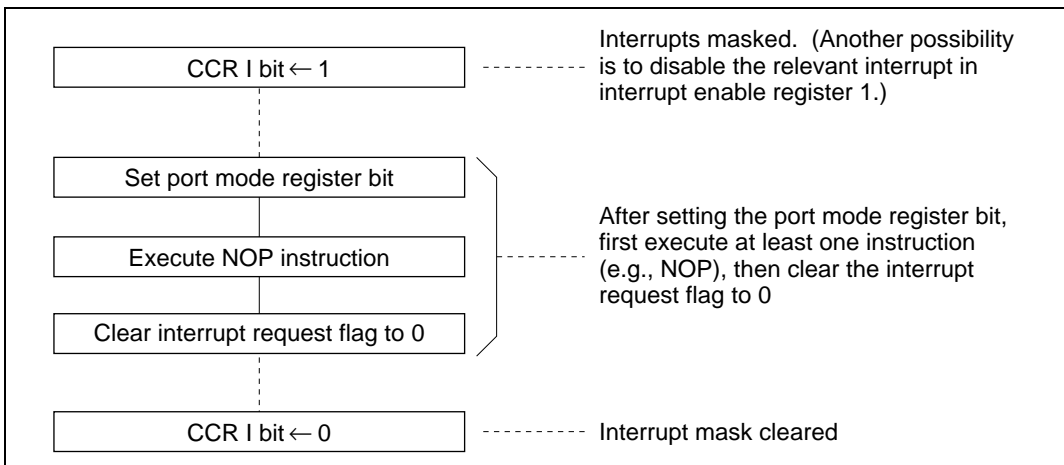 CCR I bit ← 1
Interrupts masked.  (Another possibility
is to disable the relevant interrupt in
interrupt enable register 1.)
Set port mode register bit
Execute NOP instruction
Clear interrupt request flag to 0
After setting the port mode register bit,
first execute at least one instruction
(e.g., NOP), then clear the interrupt
request flag to 0
CCR I bit ← 0
Interrupt mask cleared